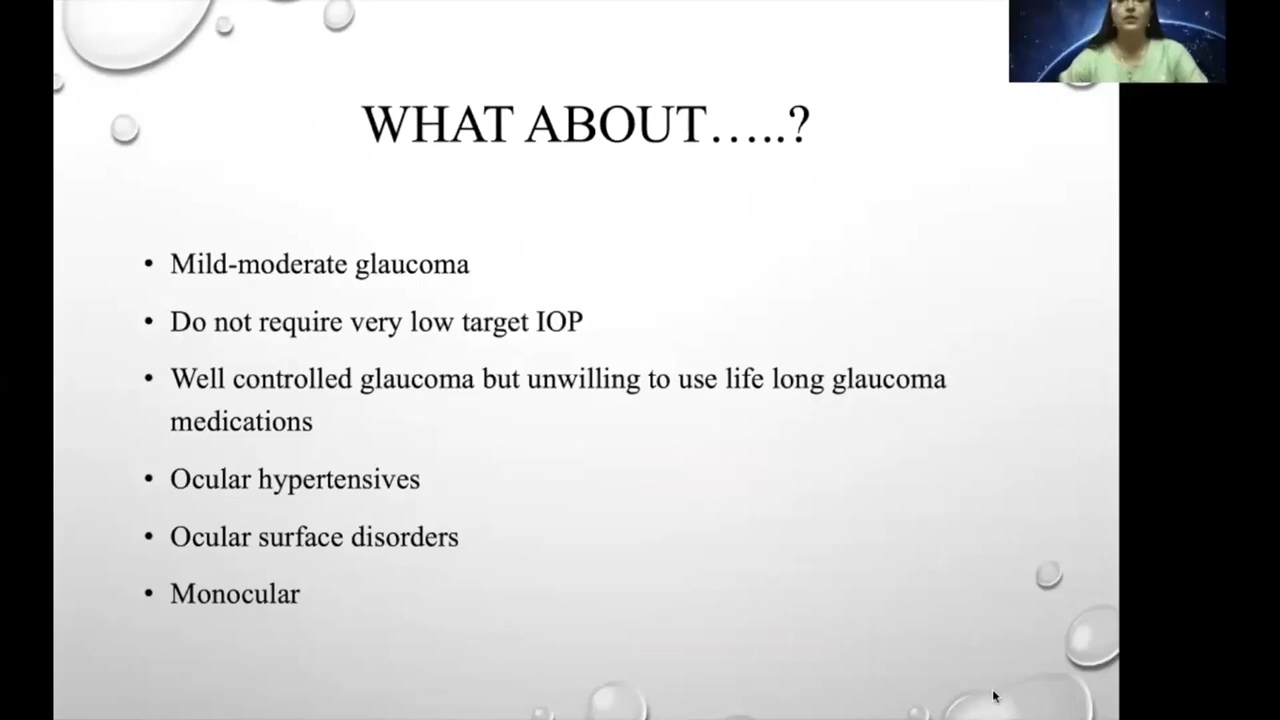 WHAT ABOUT…..?
• Mild-moderate glaucoma
• Do not require very low target IOP
• Well controlled glaucoma but unwilling to use life long glaucoma
medications
• Ocular hypertensives
• Ocular surface disorders
• Monocular